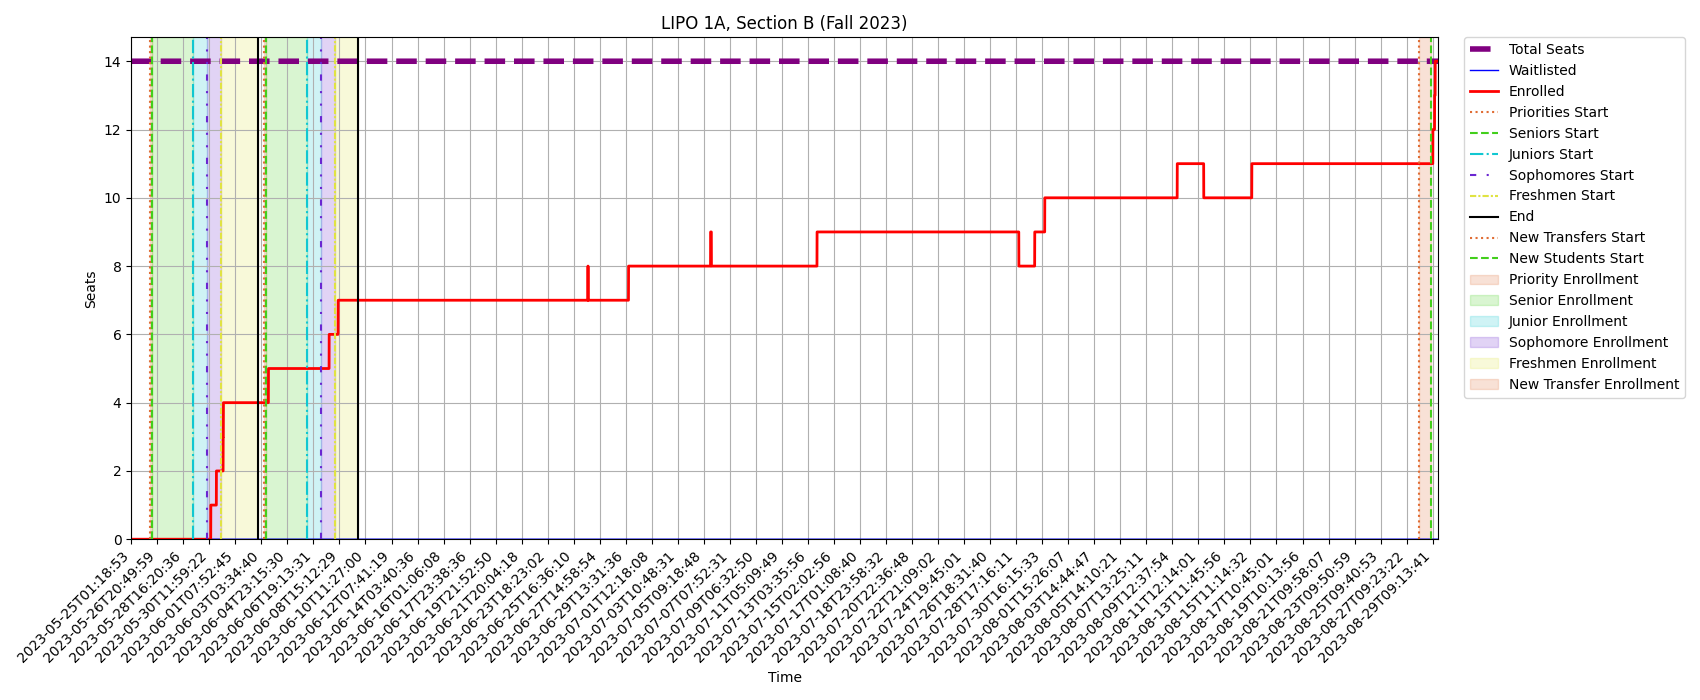 LIPO 1A, Section B (Fall 2023)
Seats
14
12
10
8
6
4
2
0
2023-05-25T01:18:53
2023-05-26T20:49:59
2023-05-28T16:20:36
2023-05-30T11:59:22
2023-06-01T07:52:45
2023-06-03T03:34:40
2023-06-04T23:15:30
2023-06-06T19:13:31
2023-06-08T15:12:29
2023-06-10T11:27:00
2023-06-12T07:41:19
2023-06-14T03:40:36
2023-06-16T01:06:08
2023-06-17T23:38:36
2023-06-19T21:52:50
2023-06-21T20:04:18
2023-06-23T18:23:02
2023-06-25T16:36:10
2023-06-27T14:58:54
2023-06-29T13:31:36
2023-07-01T12:18:08
2023-07-03T10:48:31
2023-07-05T09:18:48
2023-07-07T07:52:31
2023-07-09T06:32:50
2023-07-11T05:09:49
2023-07-13T03:35:56
2023-07-15T02:02:56
2023-07-17T01:08:40
2023-07-18T23:58:32
2023-07-20T22:36:48
2023-07-22T21:09:02
2023-07-24T19:45:01
2023-07-26T18:31:40
2023-07-28T17:16:11
2023-07-30T16:15:33
2023-08-01T15:26:07
2023-08-03T14:44:47
2023-08-05T14:10:21
2023-08-07T13:25:11
2023-08-09T12:37:54
2023-08-11T12:14:01
2023-08-13T11:45:56
2023-08-15T11:14:32
2023-08-17T10:45:01
2023-08-19T10:13:56
2023-08-21T09:58:07
2023-08-23T09:50:59
2023-08-25T09:40:53
2023-08-27T09:23:22
2023-08-29T09:13:41
Time
Total Seats
Waitlisted
Enrolled
Priorities Start
Seniors Start
Juniors Start
Sophomores Start
Freshmen Start
End
New Transfers Start
New Students Start
Priority Enrollment
Senior Enrollment
Junior Enrollment
Sophomore Enrollment
Freshmen Enrollment
New Transfer Enrollment